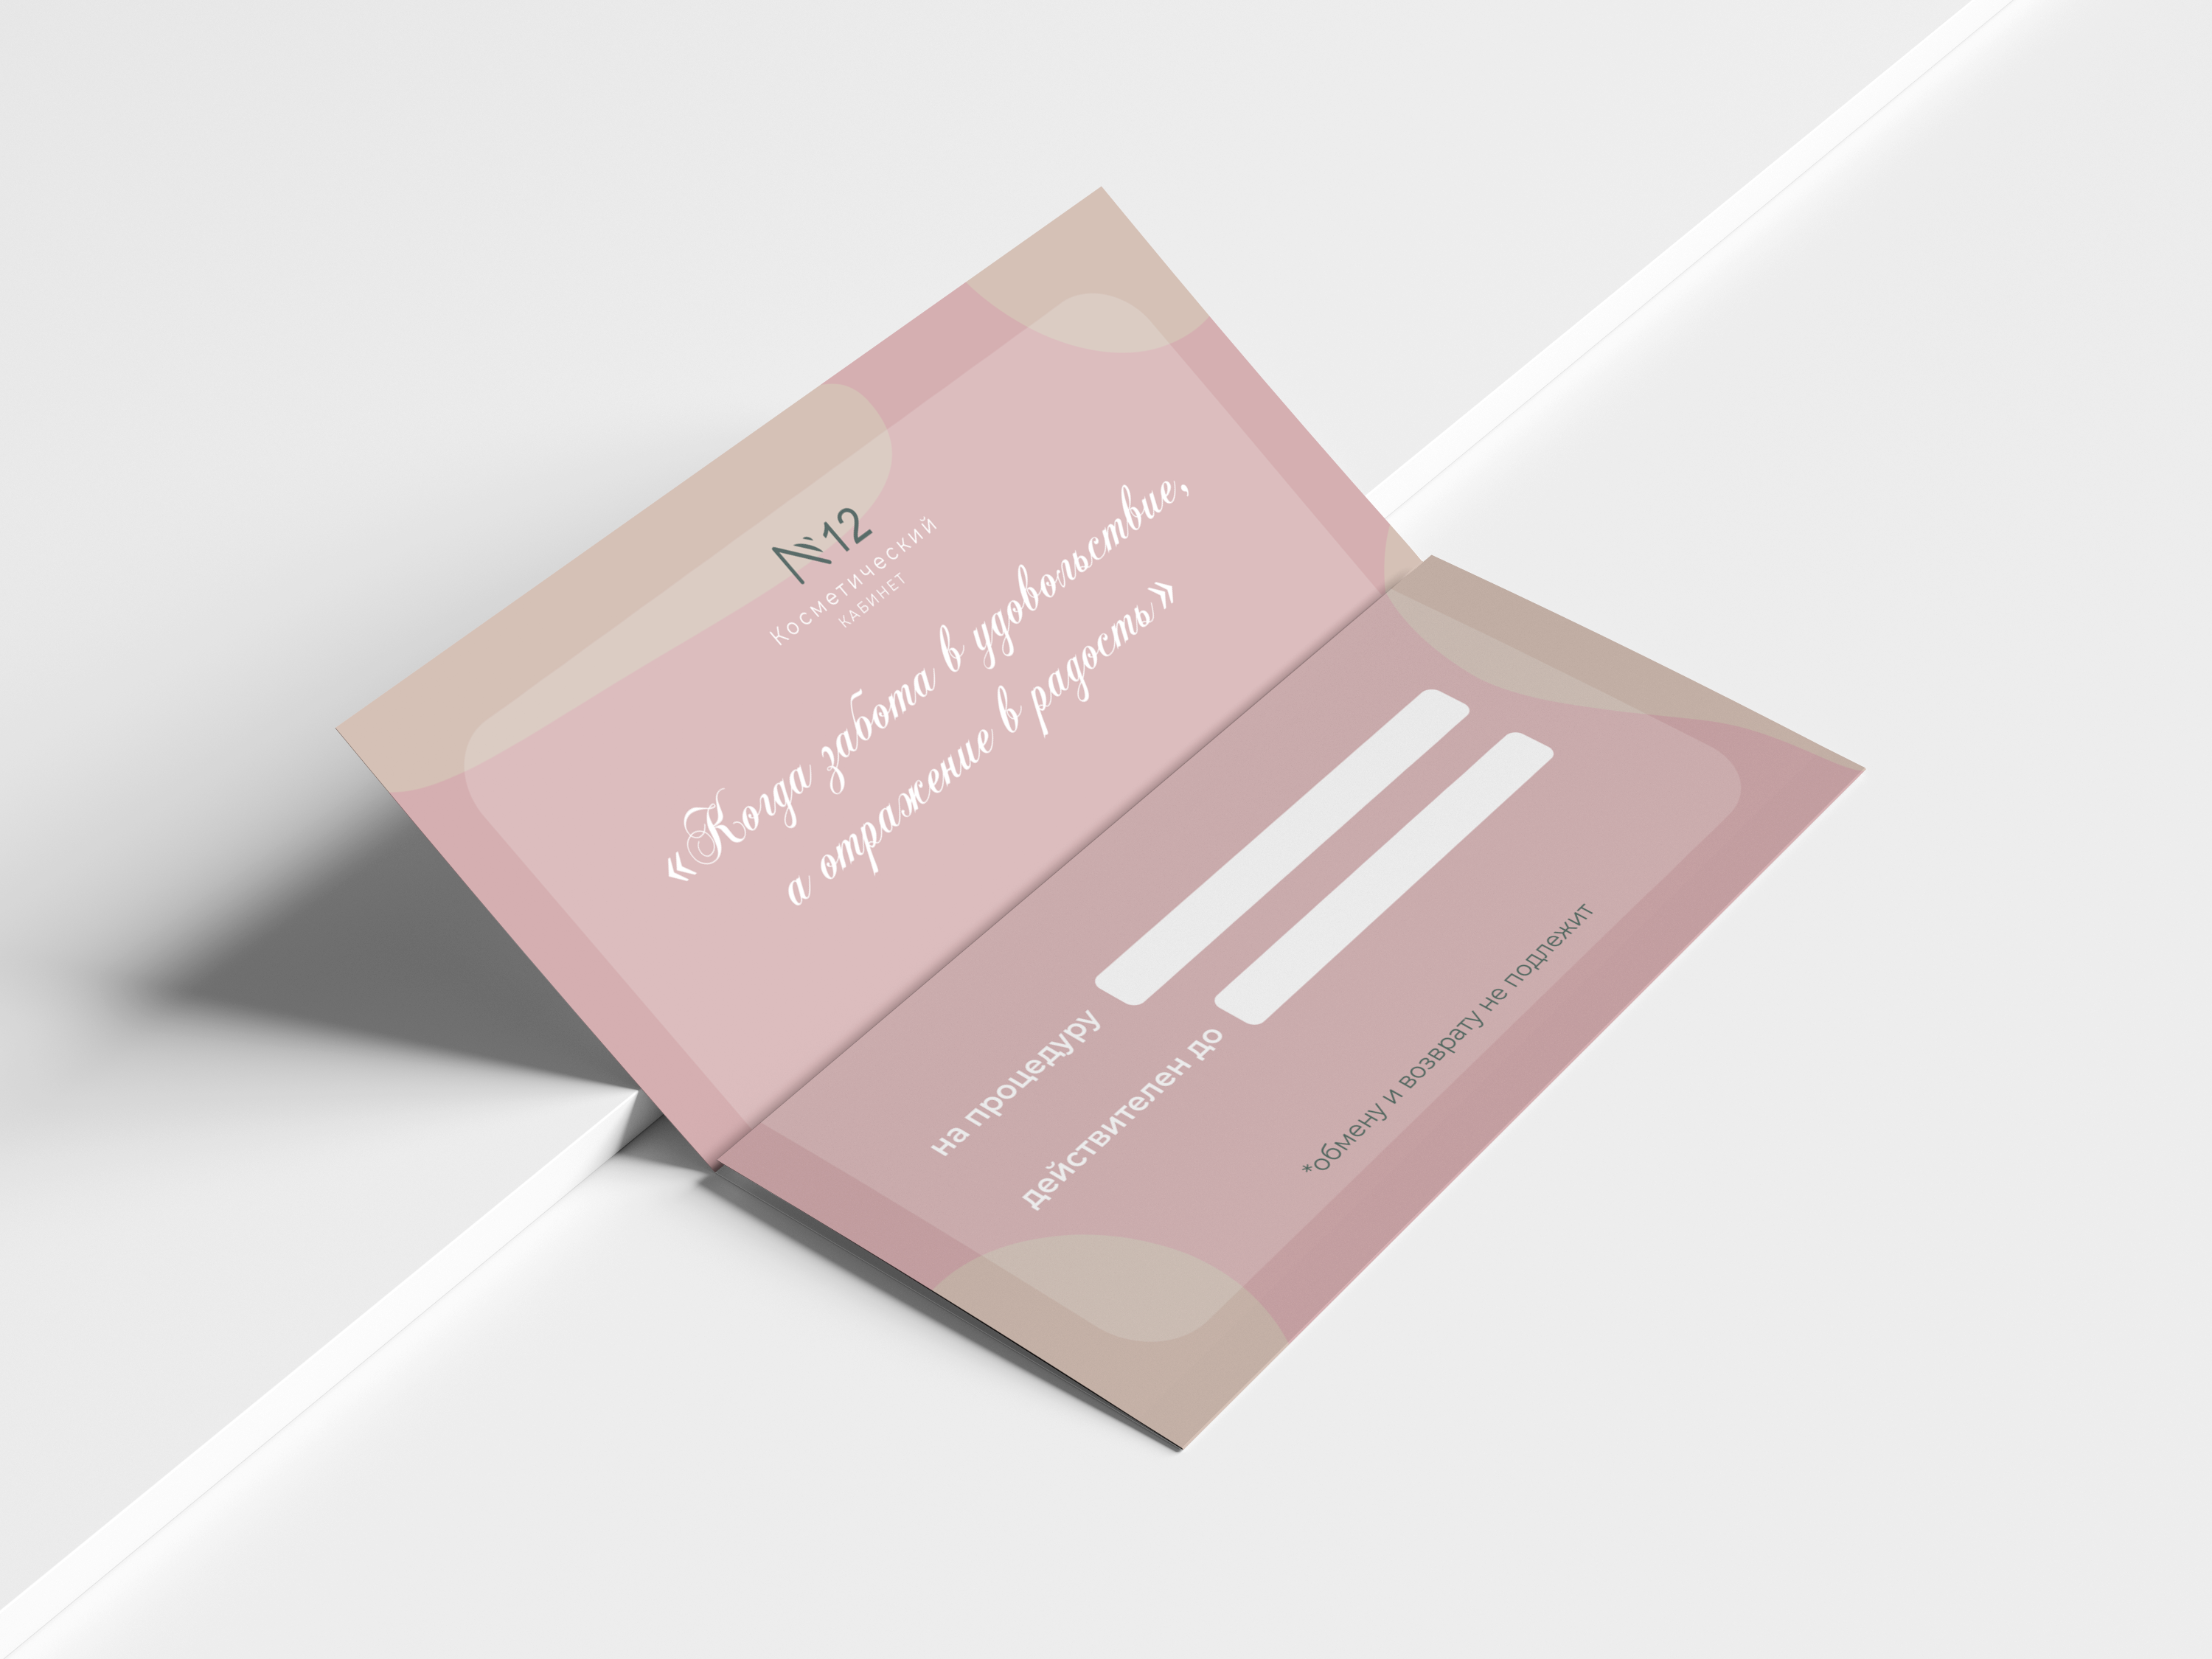 №12
Косметический
КАБИНЕТ
«Когда забота в удовольствие,
а отражение в радость»
на процедуру
действителен до
*обмену и возврату не подлежит